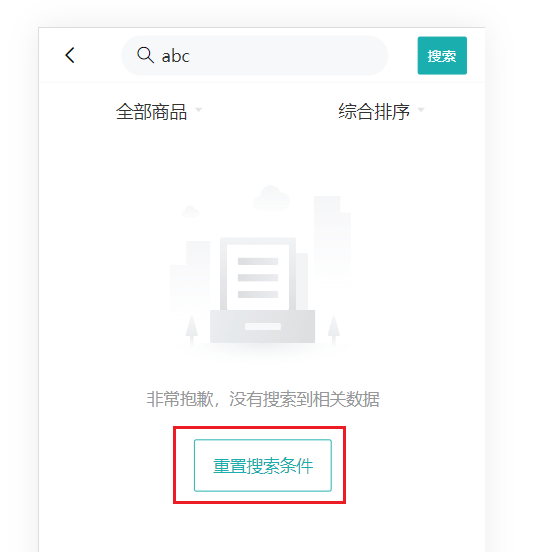 abc
搜索
全部商品
综合排序
非常抱歉，没有搜索到相关数据
重置搜索条件